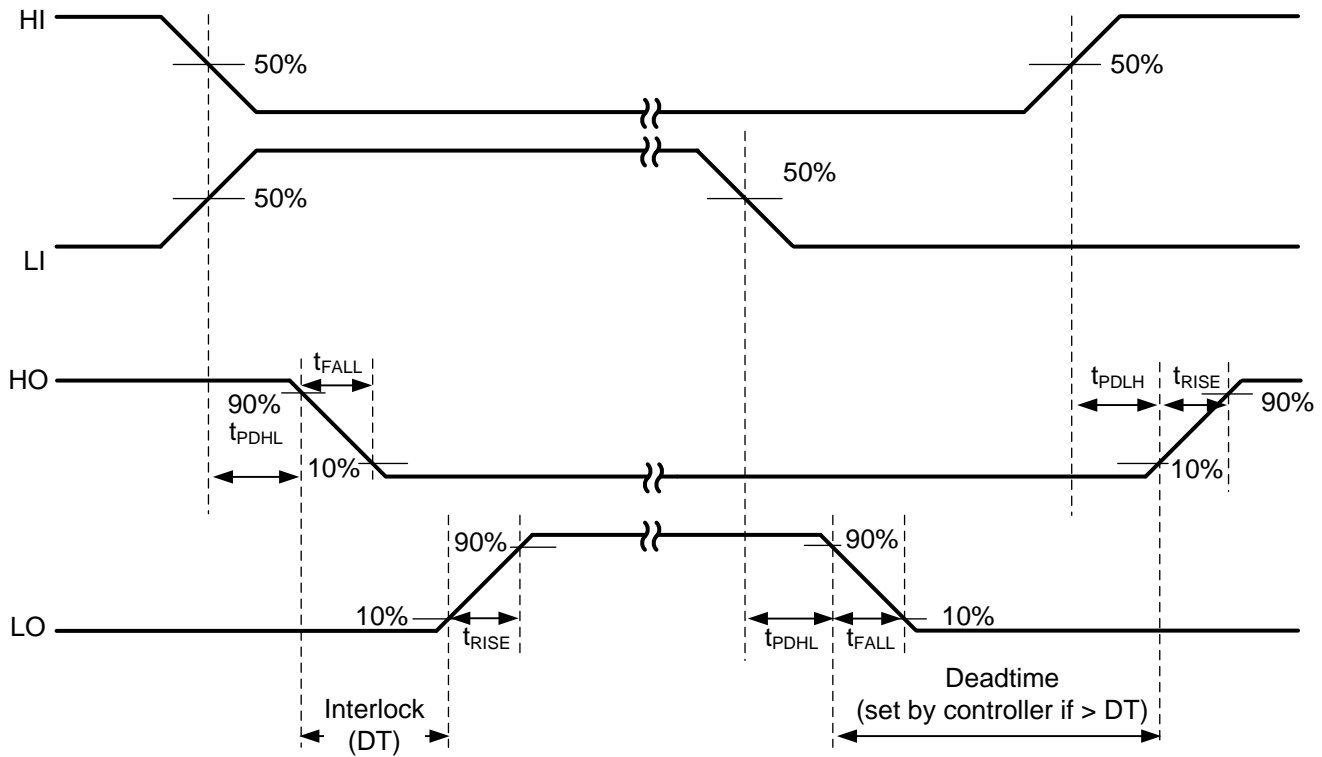 HI
50%
50%
50%
50%
LI
HO
tFALL
90%
tPDHL
10%
tPDLH
tRISE
90%
10%
LO
90%
10%
tRISE
90%
10%
tPDHL
tFALL
Interlock
(DT)
Deadtime
(set by controller if > DT)